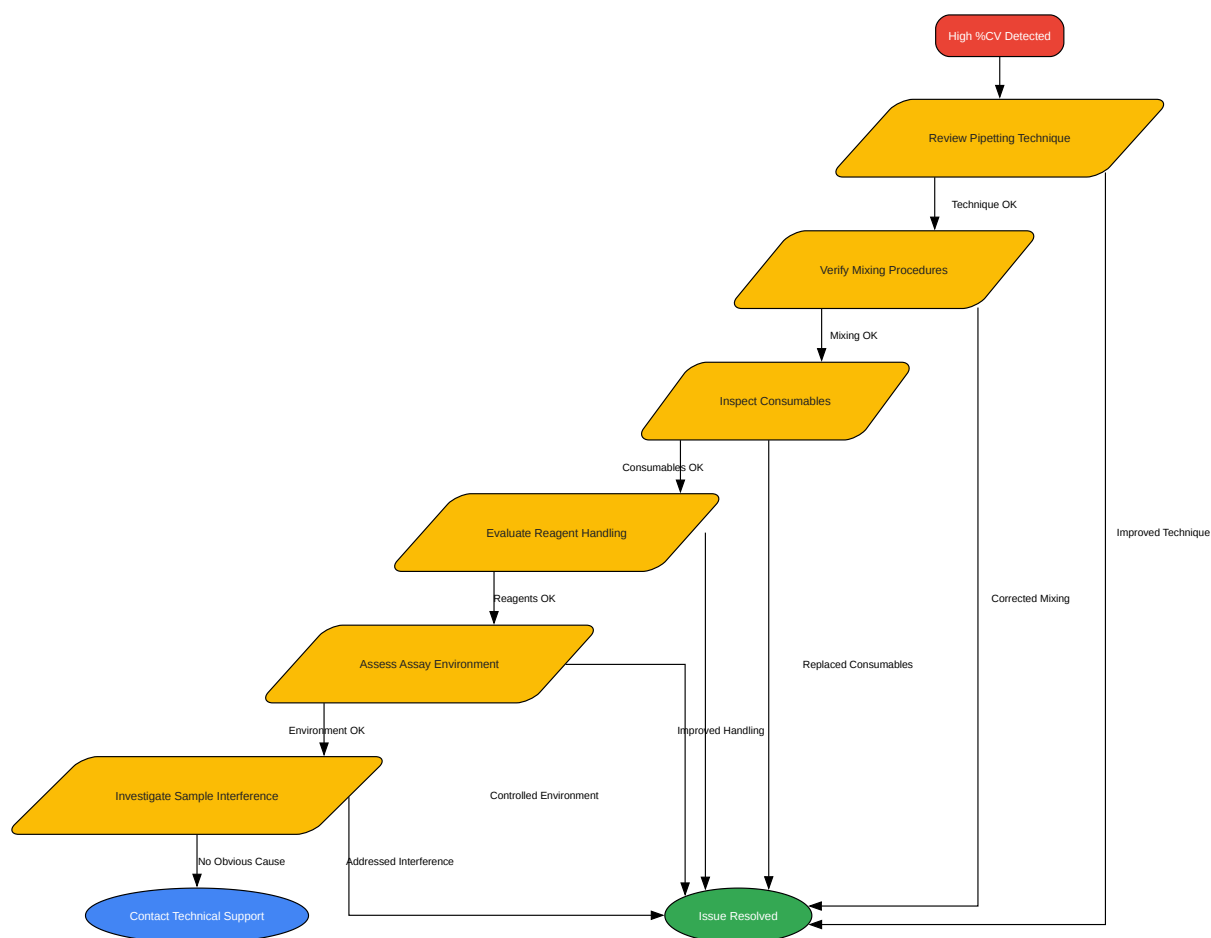 High %CV Detected
Review Pipetting Technique
Technique OK
Verify Mixing Procedures
Mixing OK
Inspect Consumables
Consumables OK
Evaluate Reagent Handling
Improved Technique
Reagents OK
Corrected Mixing
Assess Assay Environment
Replaced Consumables
Environment OK
Improved Handling
Investigate Sample Interference
Controlled Environment
No Obvious Cause
Addressed Interference
Contact Technical Support
Issue Resolved